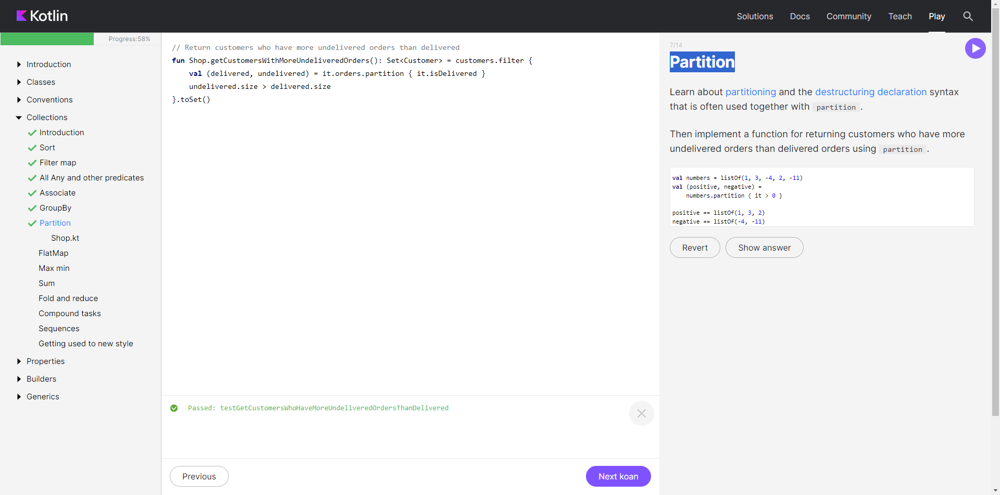 Kotlin
Solutions
Docs
Community
Teach
Play
Progress:58%
Introduction
Classes
Conventions
Collections
Introduction
Sort
Filter map
All Any and other predicates
Associate
GroupBy
Partition
Shop.kt
FlatMap
Max min
Sum
Fold and reduce
Compound tasks
Sequences
Getting used to new style
Properties
Builders
Generics
// Return customers who have more undelivered orders than delivered
fun Shop.getCustomersWithMoreUndeliveredOrders(): Set<Customer> = customers.filter {
    val (delivered, undelivered) = it.orders.partition { it.isDelivered }
    undelivered.size > delivered.size
}.toSet()
Passed: testGetCustomersWhoHaveMoreUndeliveredOrdersThanDelivered
Previous
Next koan
7/14
Partition
Learn about partitioning and the destructuring declaration syntax
that is often used together with partition.
Then implement a function for returning customers who have more
undelivered orders than delivered orders using partition.
val numbers = listOf(1, 3, -4, 2, -11)
val (positive, negative) =
    numbers.partition { it > 0 }
positive == listOf(1, 3, 2)
negative == listOf(-4, -11)
Revert
Show answer